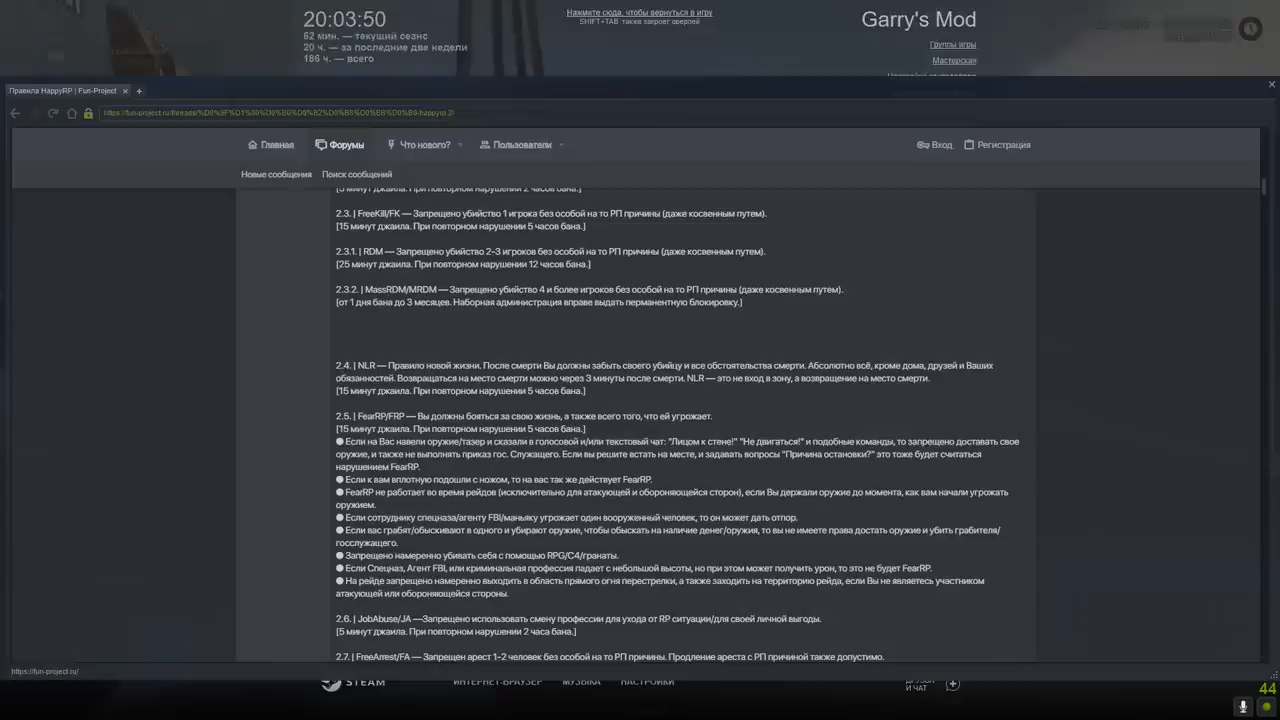 20:03:50
62 мин. — текущий сеанс
20 ч. — за последние две недели
186 ч. — всего
Нажмите сюда, чтобы вернуться в игру
SHIFT+TAB также закроет оверлей
Garry's Mod
Группы игры
Мастерская
Правила HappyRP | Fun-Project
Главная
Форумы
Что нового?
Пользователи
Вход
Регистрация
Новые сообщения
Поиск сообщений
[5 минут джаила. При повторном нарушении 2 часов бана.]
2.3. | FreeKill/FK — Запрещено убийство 1 игрока без особой на то РП причины (даже косвенным путем).
[15 минут джаила. При повторном нарушении 5 часов бана.]
2.3.1. | RDM — Запрещено убийство 2-3 игроков без особой на то РП причины (даже косвенным путем).
[25 минут джаила. При повторном нарушении 12 часов бана.]
2.3.2. | MassRDM/MRDM — Запрещено убийство 4 и более игроков без особой на то РП причины (даже косвенным путем).
[от 1 дня бана до 3 месяцев. Наборная администрация вправе выдать перманентную блокировку.]
2.4. | NLR — Правило новой жизни. После смерти Вы должны забыть своего убийцу и все обстоятельства смерти. Абсолютно всё, кроме дома, друзей и Ваших
обязанностей. Возвращаться на место смерти можно через 3 минуты после смерти. NLR — это не вход в зону, а возвращение на место смерти.
[15 минут джаила. При повторном нарушении 5 часов бана.]
2.5. | FearRP/FRP — Вы должны бояться за свою жизнь, а также всего того, что ей угрожает.
[15 минут джаила. При повторном нарушении 5 часов бана.]
● Если на Вас навели оружие/тазер и сказали в голосовой и/или текстовый чат: "Лицом к стене!" "Не двигаться!" и подобные команды, то запрещено доставать свое
оружие, и также не выполнять приказ гос. Служащего. Если вы решите встать на месте, и задавать вопросы "Причина остановки?" это тоже будет считаться
нарушением FearRP.
● Если к вам вплотную подошли с ножом, то на вас так же действует FearRP.
● FearRP не работает во время рейдов (исключительно для атакующей и обороняющейся сторон), если Вы держали оружие до момента, как вам начали угрожать
оружием.
● Если сотруднику спецназа/агенту FBI/маньяку угрожает один вооруженный человек, то он может дать отпор.
● Если вас грабят/обыскивают в одного и убирают оружие, чтобы обыскать на наличие денег/оружия, то вы не имеете права достать оружие и убить грабителя/
госслужащего.
● Запрещено намеренно убивать себя с помощью RPG/C4/гранаты.
● Если Спецназ, Агент FBI, или криминальная профессия падает с небольшой высоты, но при этом может получить урон, то это не будет FearRP.
● На рейде запрещено намеренно выходить в область прямого огня перестрелки, а также заходить на территорию рейда, если Вы не являетесь участником
атакующей или обороняющейся стороны.
2.6. | JobAbuse/JA —Запрещено использовать смену профессии для ухода от RP ситуации/для своей личной выгоды.
[5 минут джаила. При повторном нарушении 2 часа бана.]
2.7. | FreeArrest/FA — Запрещен арест 1-2 человек без особой на то РП причины. Продление ареста с РП причиной также допустимо.
https://fun-project.ru/
STEAM
ИНТЕРНЕТ-БРАУЗЕР
МУЗЫКА
НАСТРОЙКИ
ДРУЗЬЯ
И ЧАТ
44